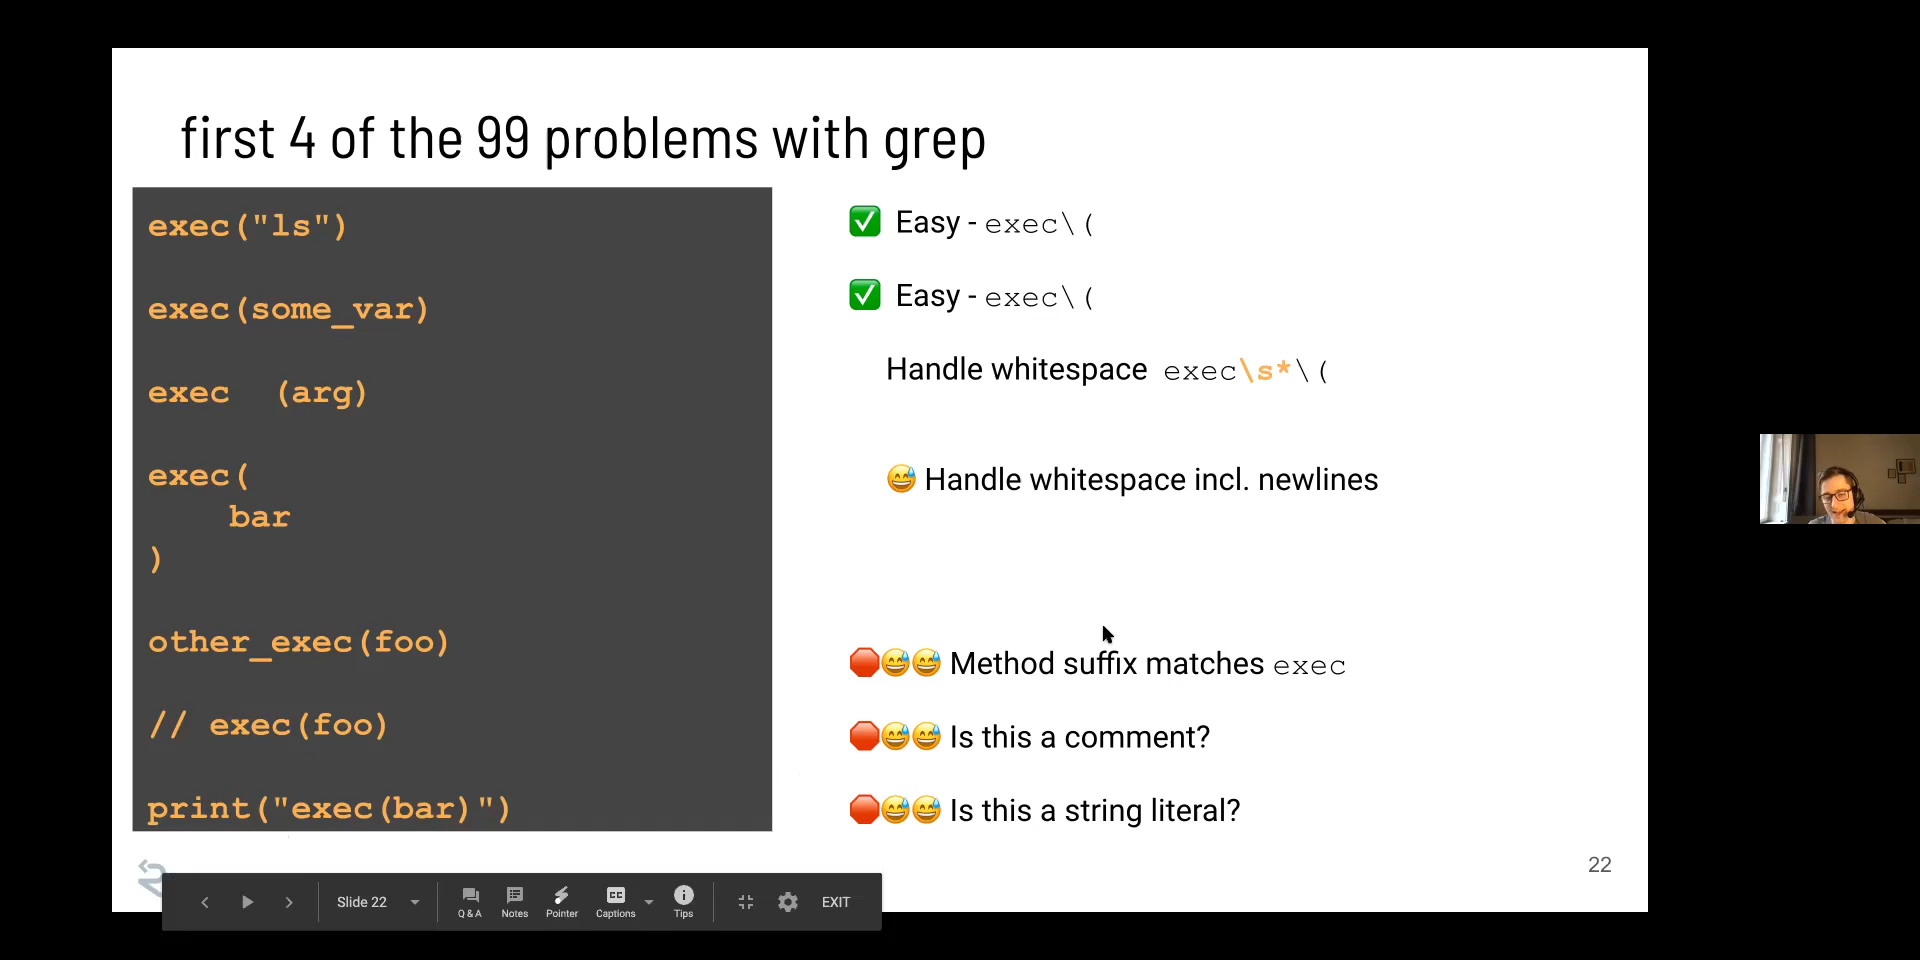 first 4 of the 99 problems with grep
exec("ls")
exec(some_var)
exec  (arg)
exec(
    bar
)
other_exec(foo)
// exec(foo)
print("exec(bar)")
✅ Easy - exec\(
✅ Easy - exec\(
Handle whitespace exec\s*\(
😅 Handle whitespace incl. newlines
🛑😅😅 Method suffix matches exec
🛑😅😅 Is this a comment?
🛑😅😅 Is this a string literal?
22
Slide 22
Q & A
Notes
Pointer
CC
Captions
Tips
EXIT